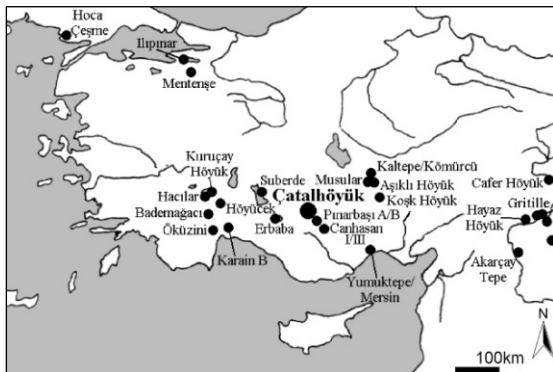 Hoca
Çeşme
Ilıpınar
Menteşe
Kuruçay
Höyük
Suberde
Hacılar
Bademağacı
Höyücek
Öküzini
Erbaba
Karain B
Çatalhöyük
Musular
Kaltepe/Kömürcü
Aşıklı Höyük
Koşk Höyük
Pınarbaşı A/B
Canhasan
I/III
Yumuktepe/
Mersin
Cafer Höyük
Gritille
Hayaz
Höyük
Akarçay
Tepe
N
100km